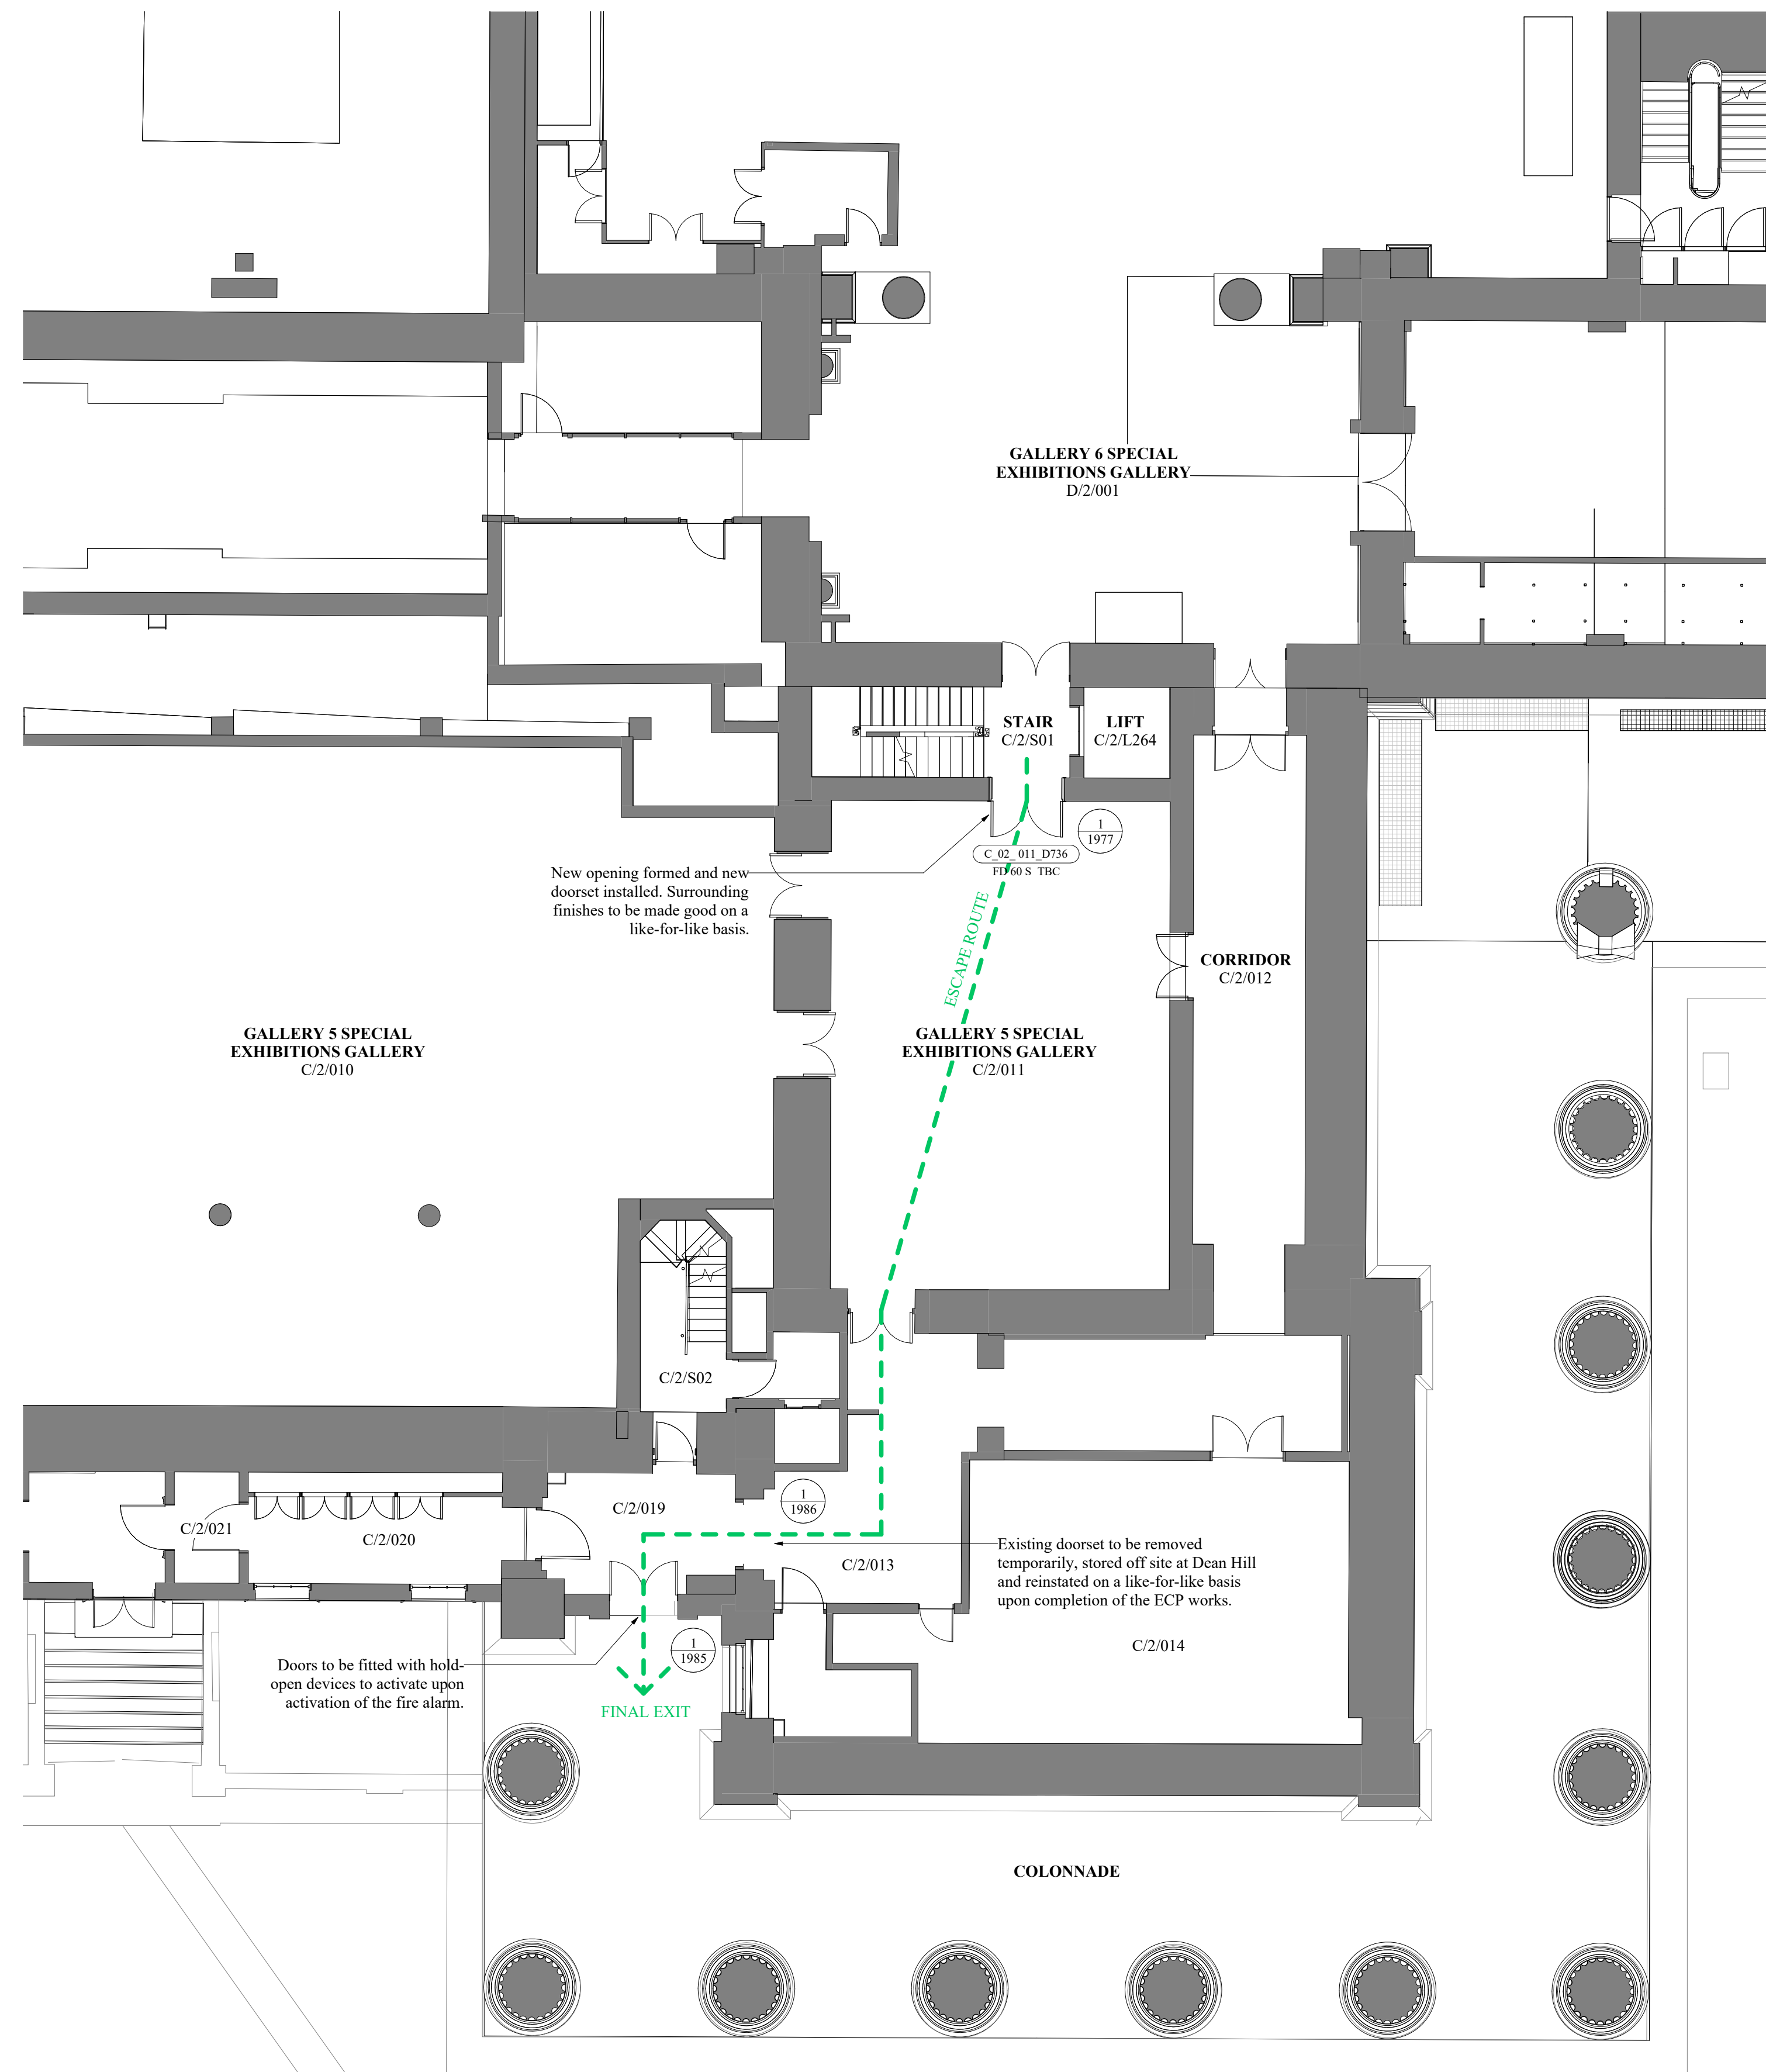 GALLERY 6 SPECIAL
EXHIBITIONS GALLERY
D/2/001
STAIR
C/2/S01
LIFT
C/2/L264
1
1977
C_02_ 011_D736
FD 60 S  TBC
New opening formed and new
doorset installed. Surrounding
finishes to be made good on a
like-for-like basis.
ESCAPE ROUTE
CORRIDOR
C/2/012
GALLERY 5 SPECIAL
EXHIBITIONS GALLERY
C/2/010
GALLERY 5 SPECIAL
EXHIBITIONS GALLERY
C/2/011
C/2/S02
1
1986
C/2/019
C/2/021
C/2/020
C/2/013
Existing doorset to be removed
temporarily, stored off site at Dean Hill
and reinstated on a like-for-like basis
upon completion of the ECP works.
C/2/014
1
1985
Doors to be fitted with hold-
open devices to activate upon
activation of the fire alarm.
FINAL EXIT
COLONNADE